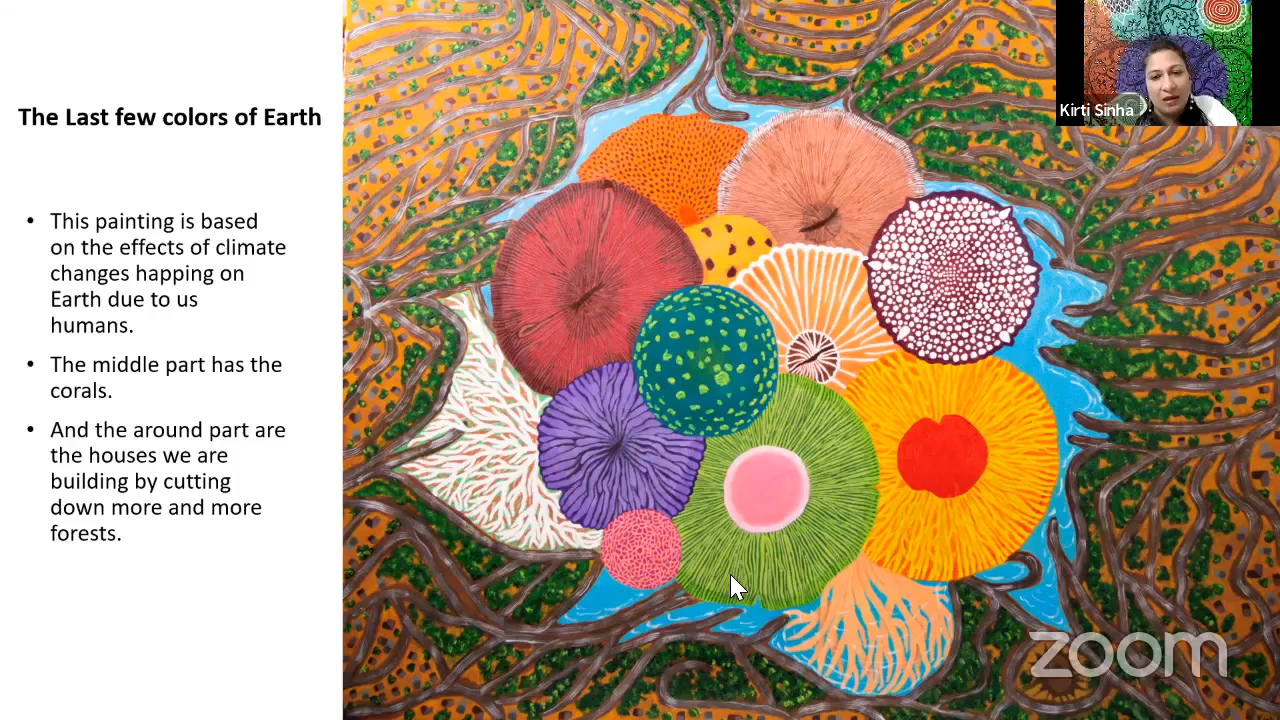 The Last few colors of Earth
• This painting is based
on the effects of climate
changes happing on
Earth due to us
humans.
• The middle part has the
corals.
• And the around part are
the houses we are
building by cutting
down more and more
forests.
Kirti Sinha
zoom